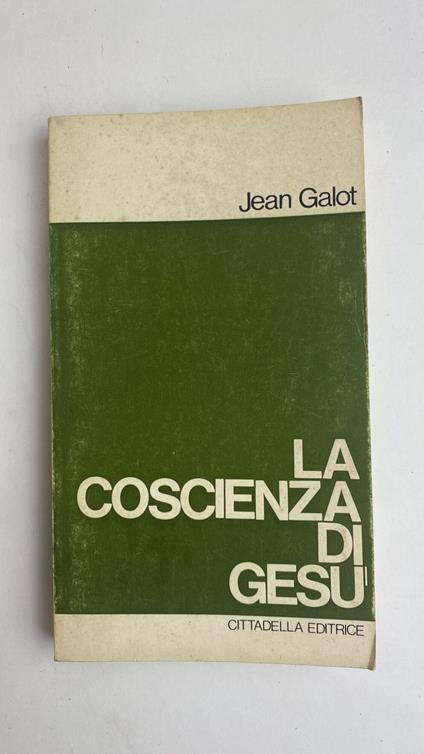 Jean Galot
LA
COSCIENZA
DI
GESU'
CITTADELLA EDITRICE